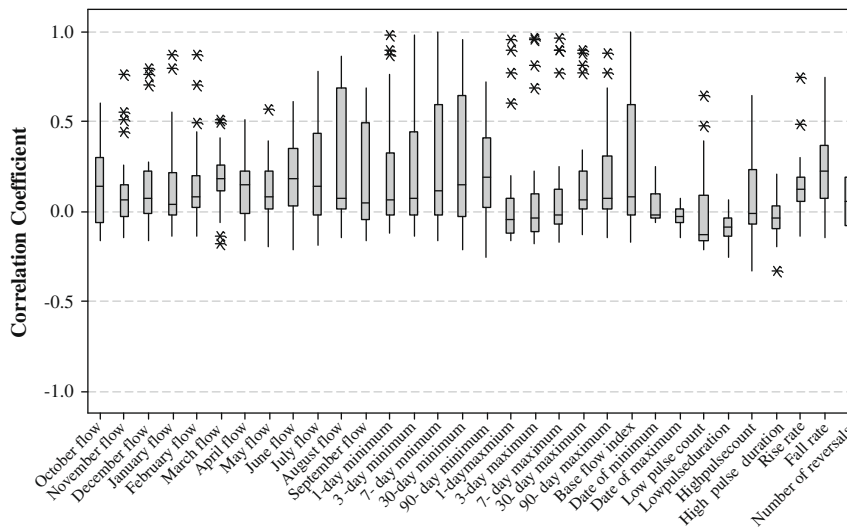 Correlation Coefficient
1.0
0.5
0.0
-0.5
-1.0
October flow
November flow
December flow
January flow
February flow
March flow
April flow
May flow
June flow
July flow
August flow
September flow
1-day minimum
3- day minimum
7- day minimum
30-day minimum
90- day minimum
1-daymaxmium
3-day maximum
7- day maximum
30. day maximum
90- day maximum
Base flow index
Date of minimum
Date of maximum
Low pulse count
Lowpulseduration
Highpulsecount
High pulse duration
Rise rate
Fall rate
Number of reversals